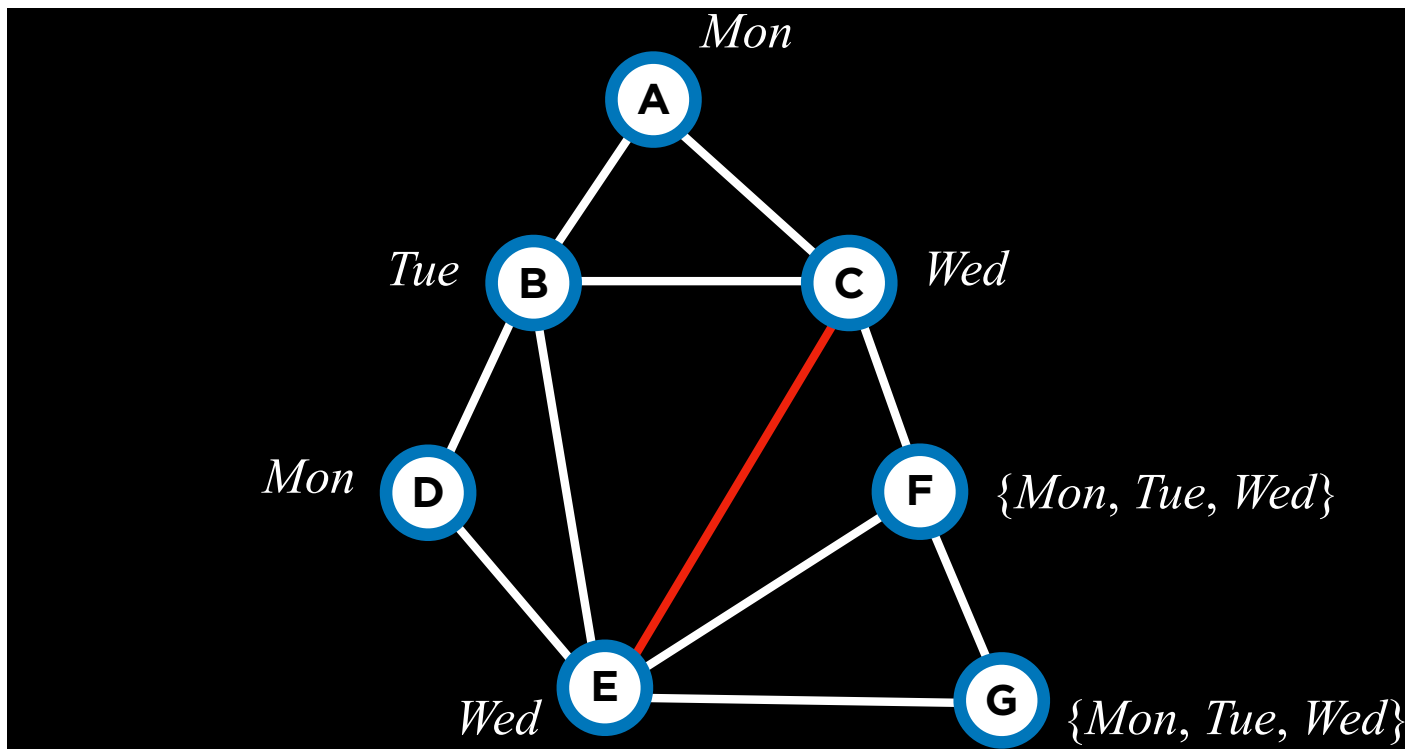 Mon
A
Tue
B
C
Wed
Mon
D
F
{Mon, Tue, Wed}
E
Wed
G
{Mon, Tue, Wed}